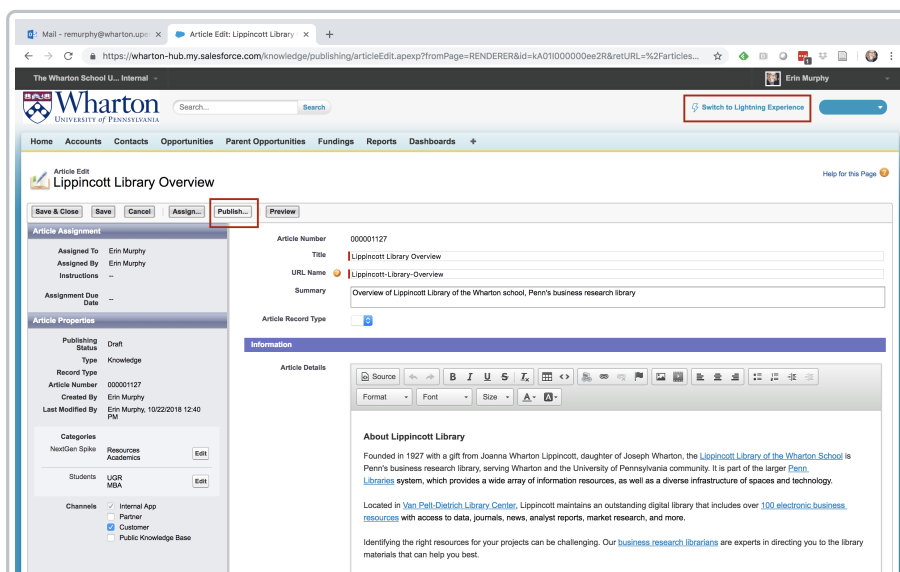 Mail - remurphy@wharton.upe
Article Edit: Lippincott Library
https://wharton-hub.my.salesforce.com/knowledge/publishing/articleEdit.apexp?fromPage=RENDERER&id=kA01I000000ee2R&retURL=%2Farticles...
The Wharton School U... Internal
Erin Murphy
Wharton
UNIVERSITY of PENNSYLVANIA
Search...
Search
Switch to Lightning Experience
Home Accounts Contacts Opportunities Parent Opportunities Fundings Reports Dashboards +
Article Edit
Lippincott Library Overview
Help for this Page
Save & Close Save Cancel Assign... Publish... Preview
Article Assignment
Assigned To Erin Murphy
Assigned By Erin Murphy
Instructions --
Assignment Due Date --
Article Properties
Publishing Status Draft
Type Knowledge
Record Type
Article Number 000001127
Created By Erin Murphy
Last Modified By Erin Murphy, 10/22/2018 12:40 PM
Categories
NextGen Spike Resources Academics Edit
Students UGR MBA Edit
Channels Internal App
Partner
Customer
Public Knowledge Base
Article Number 000001127
Title Lippincott Library Overview
URL Name Lippincott-Library-Overview
Summary Overview of Lippincott Library of the Wharton school, Penn's business research library
Article Record Type
Information
Article Details
Source B I U S Tx
Format Font Size A A
About Lippincott Library
Founded in 1927 with a gift from Joanna Wharton Lippincott, daughter of Joseph Wharton, the Lippincott Library of the Wharton School is
Penn's business research library, serving Wharton and the University of Pennsylvania community. It is part of the larger Penn
Libraries system, which provides a wide array of information resources, as well as a diverse infrastructure of spaces and technology.
Located in Van Pelt-Dietrich Library Center, Lippincott maintains an outstanding digital library that includes over 100 electronic business
resources with access to data, journals, news, analyst reports, market research, and more.
Identifying the right resources for your projects can be challenging. Our business research librarians are experts in directing you to the library
materials that can help you best.